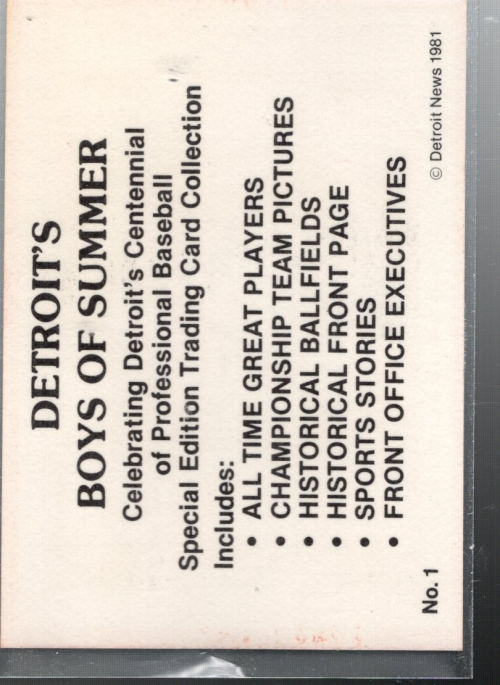 DETROIT'S
BOYS OF SUMMER
Celebrating Detroit's Centennial
of Professional Baseball
Special Edition Trading Card Collection
Includes:
• ALL TIME GREAT PLAYERS
• CHAMPIONSHIP TEAM PICTURES
• HISTORICAL BALLFIELDS
• HISTORICAL FRONT PAGE
• SPORTS STORIES
• FRONT OFFICE EXECUTIVES
No. 1
© Detroit News 1981